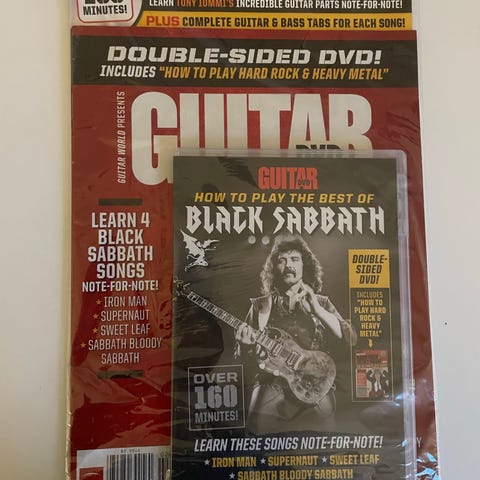 MINUTES!
LEARN TONY IOMMI'S INCREDIBLE GUITAR PARTS NOTE-FOR-NOTE!
PLUS COMPLETE GUITAR & BASS TABS FOR EACH SONG!
DOUBLE-SIDED DVD!
INCLUDES "HOW TO PLAY HARD ROCK & HEAVY METAL"
GUITAR WORLD PRESENTS
GUITAR
DVD
LEARN 4
BLACK
SABBATH
SONGS
NOTE-FOR-NOTE!
★ IRON MAN
★ SUPERNAUT
★ SWEET LEAF
★ SABBATH BLOODY
SABBATH
GUITAR
DVD
HOW TO PLAY THE BEST OF
BLACK SABBATH
DOUBLE-
SIDED
DVD!
INCLUDES
"HOW TO
PLAY HARD
ROCK &
HEAVY
METAL"
OVER
160
MINUTES!
LEARN THESE SONGS NOTE-FOR-NOTE!
★ IRON MAN ★ SUPERNAUT ★ SWEET LEAF
★ SABBATH BLOODY SABBATH